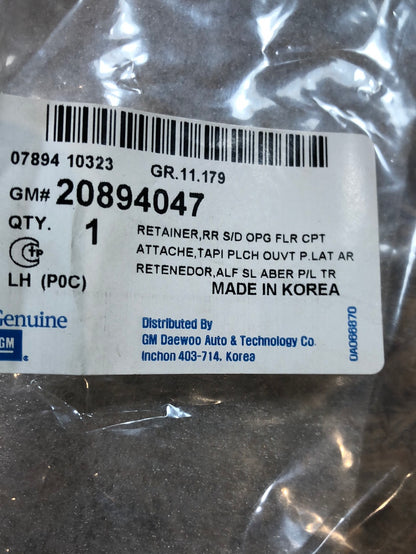 07894 10323 GR.11.179
GM# 20894047
QTY. 1
RETAINER,RR S/D OPG FLR CPT
ATTACHE,TAPI PLCH OUVT P.LAT AR
RETENEDOR,ALF SL ABER P/L TR
LH (P0C) MADE IN KOREA
Genuine
GM
Distributed By
GM Daewoo Auto & Technology Co.
Inchon 403-714, Korea
0A066870